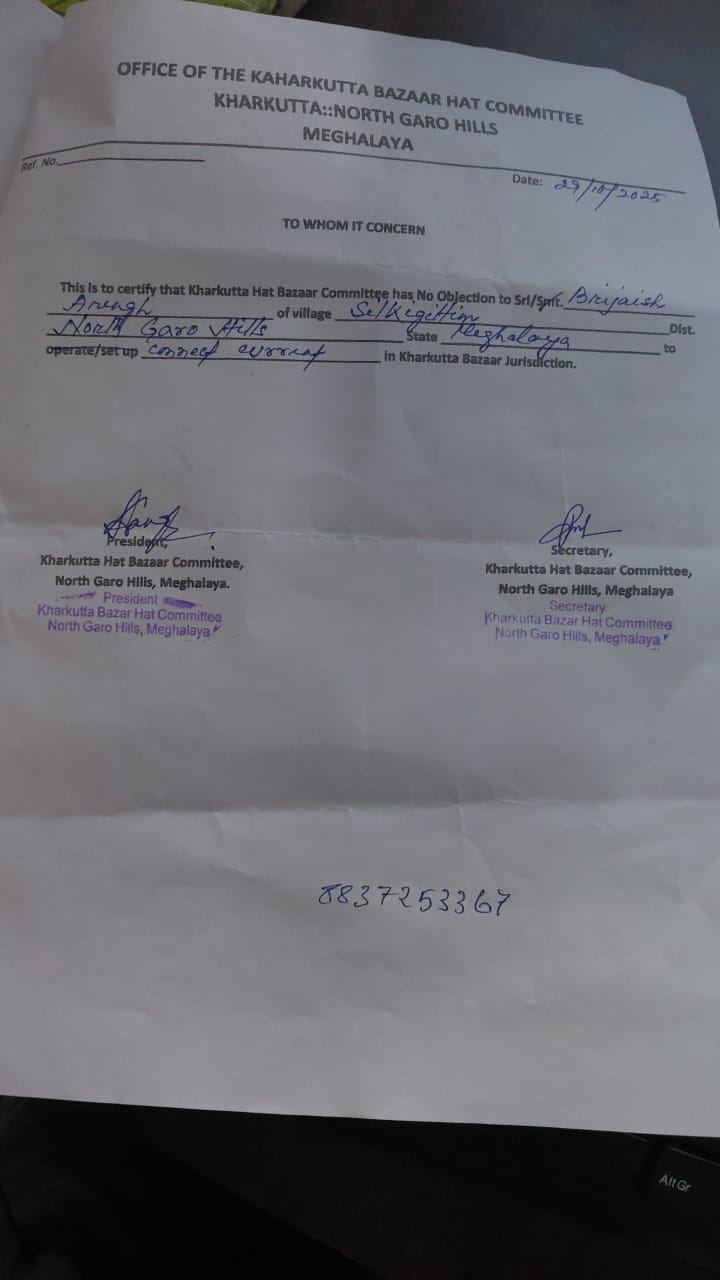 OFFICE OF THE KAHARKUTTA BAZAAR HAT COMMITTEE
KHARKUTTA::NORTH GARO HILLS
MEGHALAYA
Ref. No.
Date: 29/10/2025
TO WHOM IT CONCERN
This is to certify that Kharkutta Hat Bazaar Committee has No Objection to Sri/Smt. Brijaish
Arengh of village Selkigittim Dist.
North Garo Hills State Meghalaya to
operate/set up connect current in Kharkutta Bazaar Jurisdiction.
President,
Kharkutta Hat Bazaar Committee,
North Garo Hills, Meghalaya.
President
Kharkutta Bazar Hat Committee
North Garo Hills, Meghalaya
Secretary,
Kharkutta Hat Bazaar Committee,
North Garo Hills, Meghalaya
Secretary
Kharkutta Bazar Hat Committee
North Garo Hills, Meghalaya
8837253367
Alt Gr